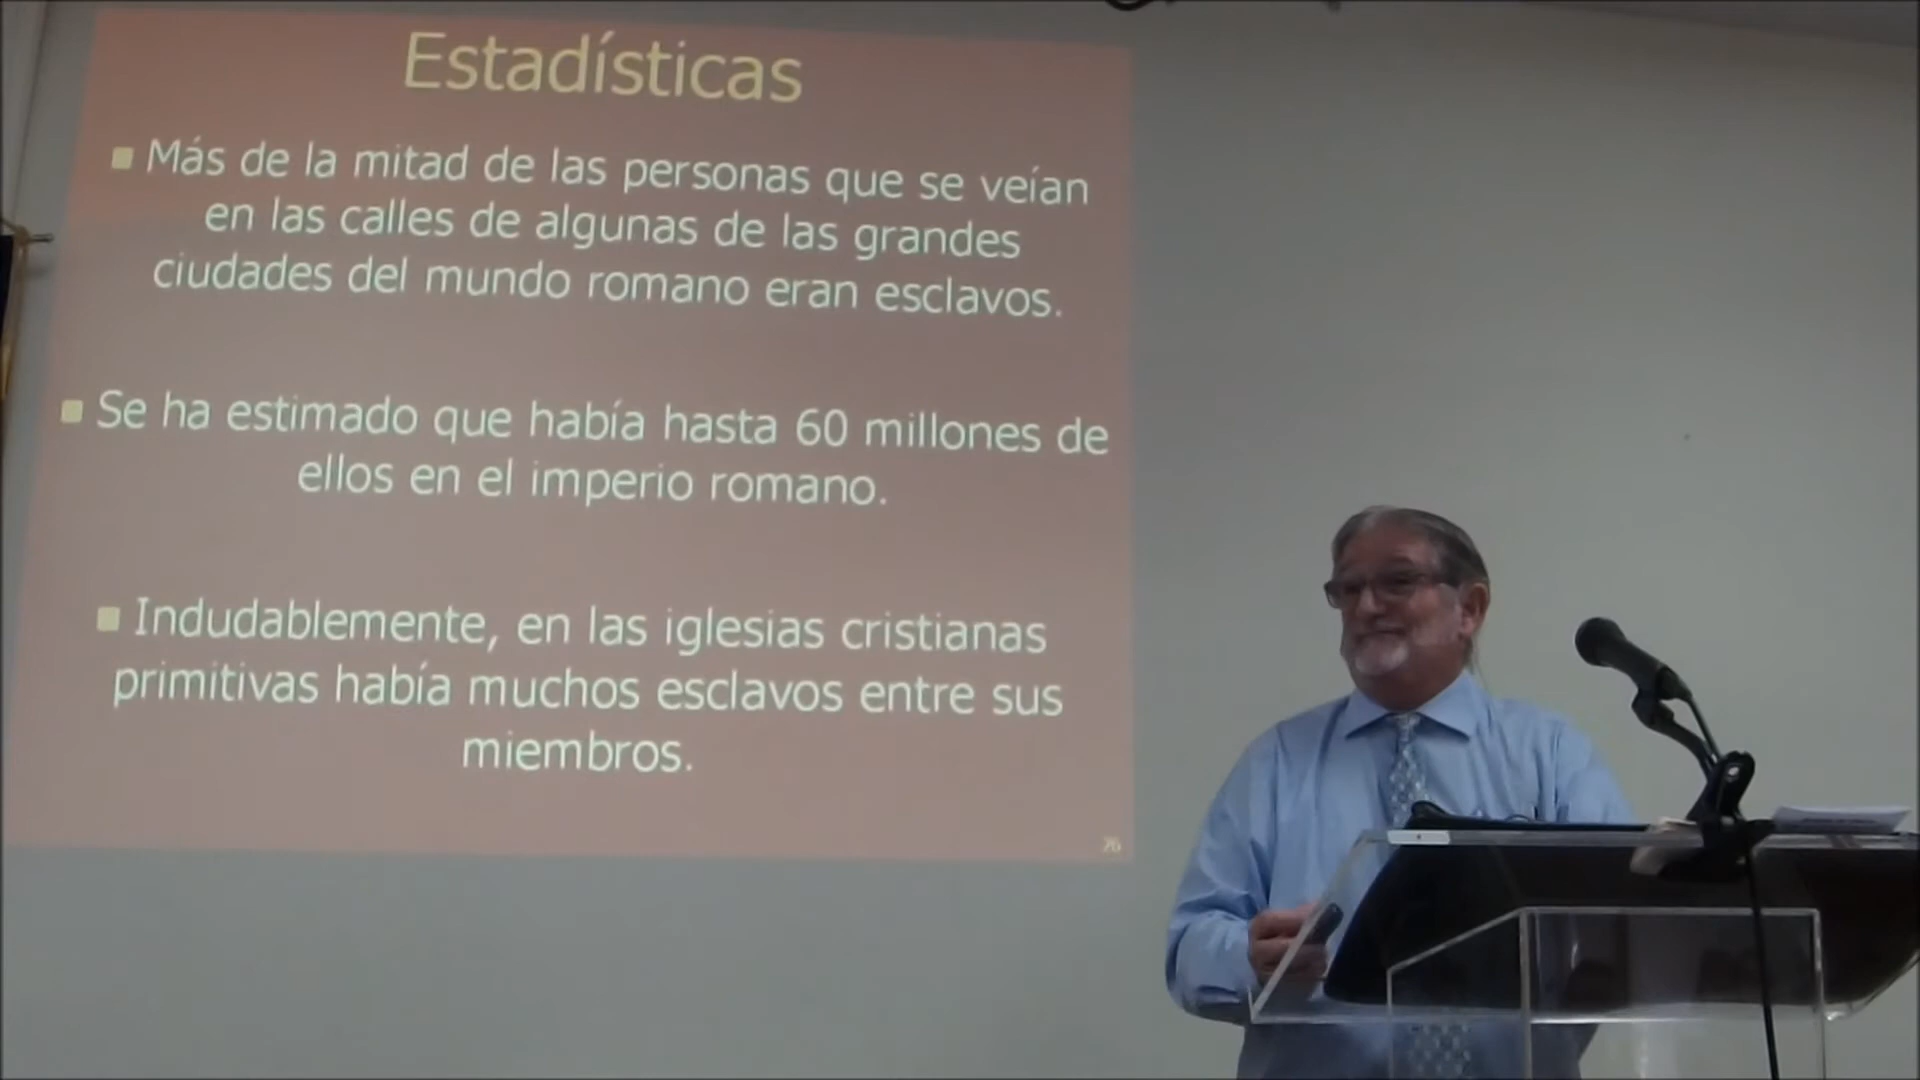 Estadísticas
Más de la mitad de las personas que se veían
en las calles de algunas de las grandes
ciudades del mundo romano eran esclavos.
Se ha estimado que había hasta 60 millones de
ellos en el imperio romano.
Indudablemente, en las iglesias cristianas
primitivas había muchos esclavos entre sus
miembros.